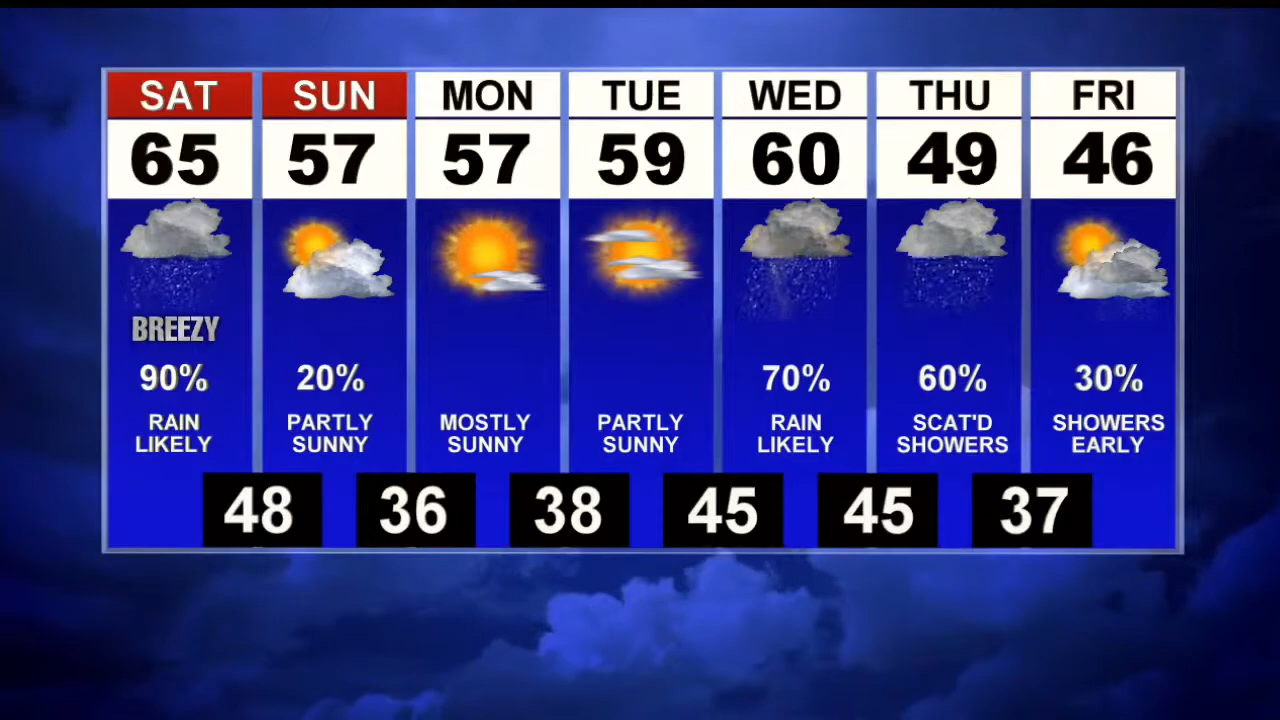 SAT SUN MON TUE WED THU FRI
65 57 57 59 60 49 46
BREEZY
90% 20% 70% 60% 30%
RAIN PARTLY MOSTLY PARTLY RAIN SCAT'D SHOWERS
LIKELY SUNNY SUNNY SUNNY LIKELY SHOWERS EARLY
48 36 38 45 45 37